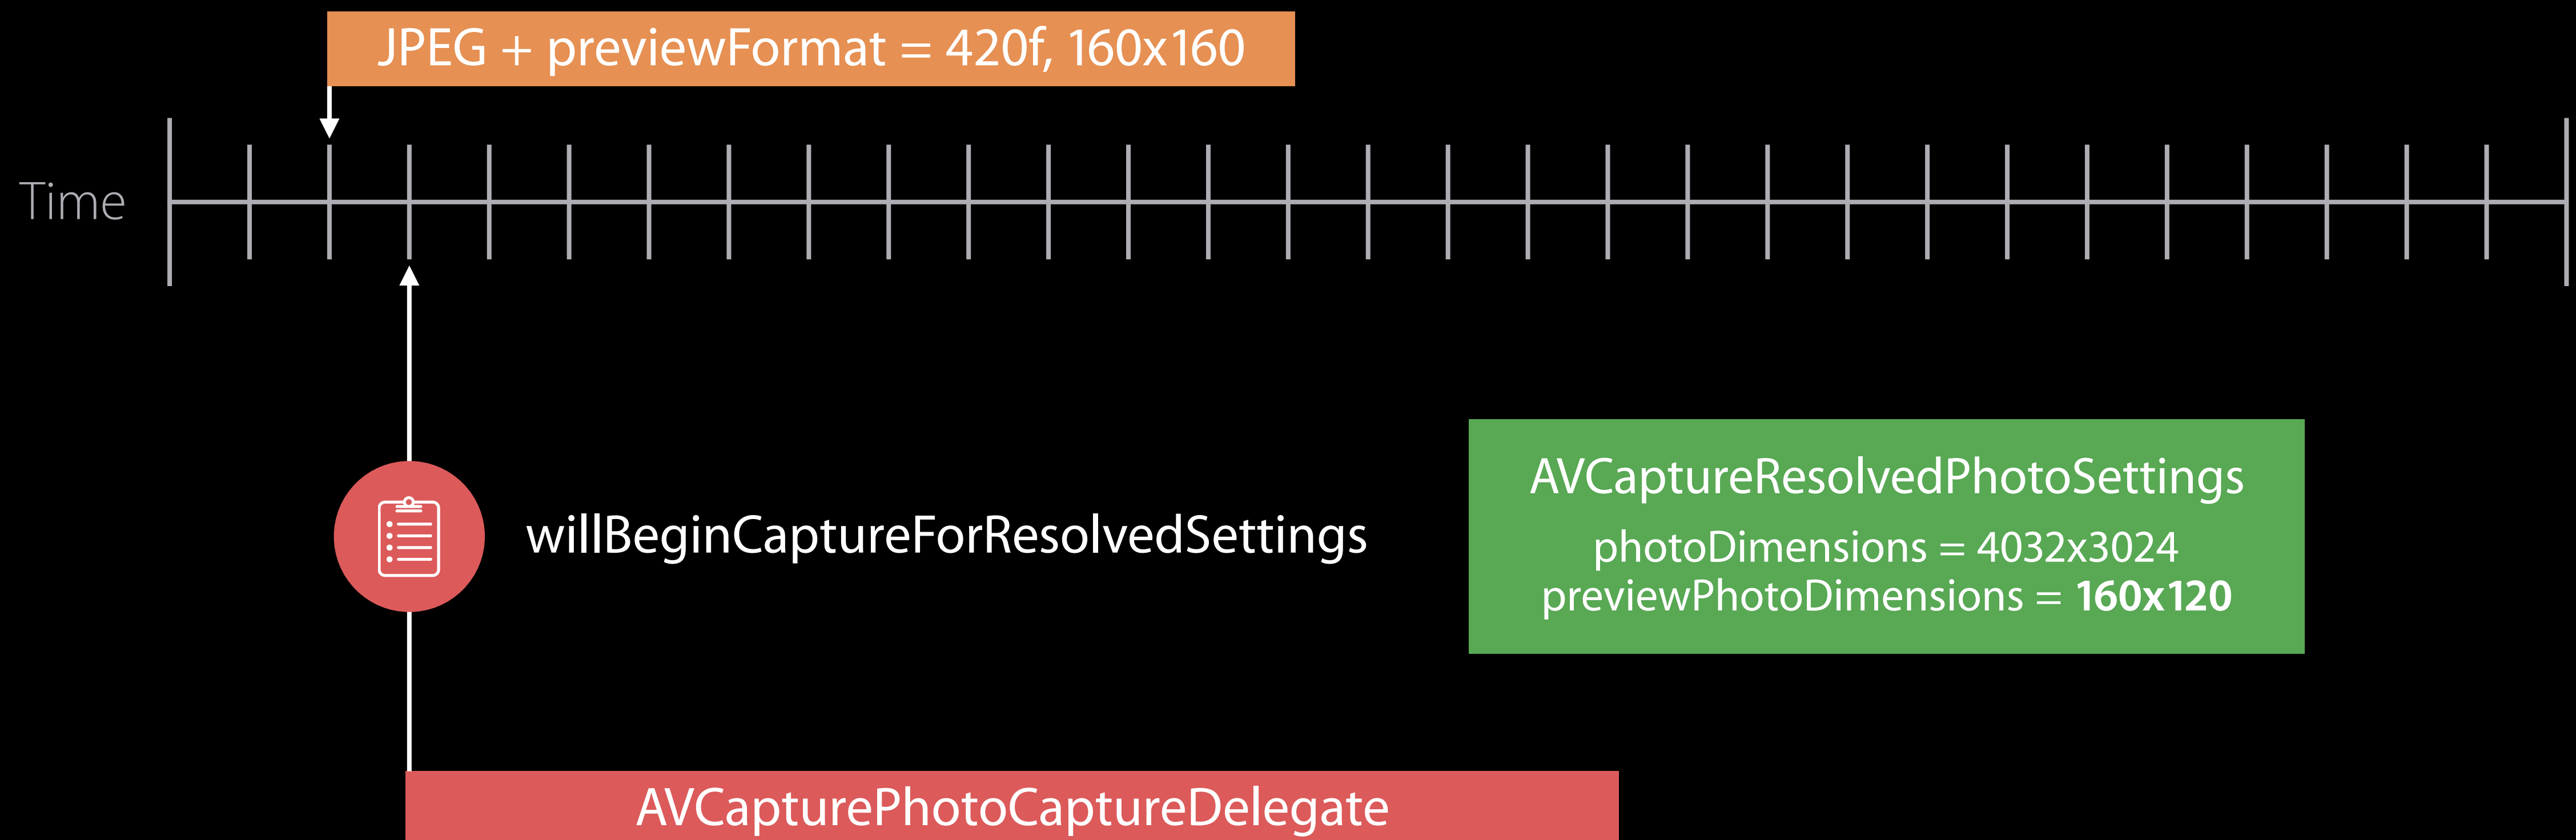 JPEG + previewFormat = 420f, 160x160
Time
willBeginCaptureForResolvedSettings
AVCaptureResolvedPhotoSettings
photoDimensions = 4032x3024
previewPhotoDimensions = 160x120
AVCapturePhotoCaptureDelegate